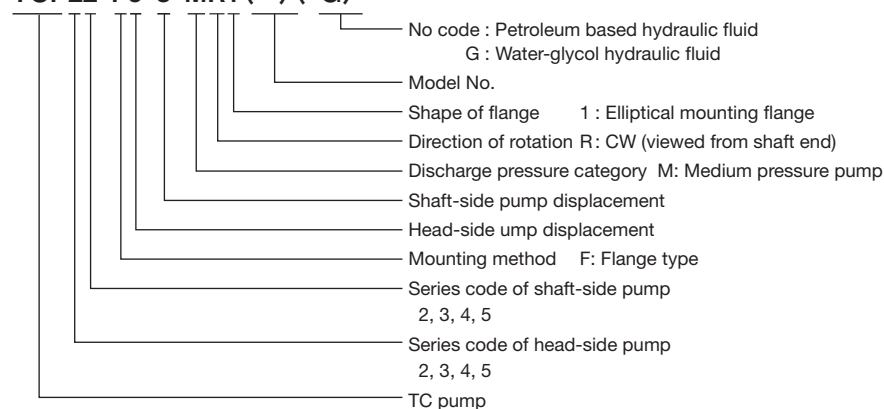 No code : Petroleum based hydraulic fluid
G : Water-glycol hydraulic fluid
Model No.
Shape of flange 1 : Elliptical mounting flange
Direction of rotation R: CW (viewed from shaft end)
Discharge pressure category M: Medium pressure pump
Shaft-side pump displacement
Head-side ump displacement
Mounting method F: Flange type
Series code of shaft-side pump
2, 3, 4, 5
Series code of head-side pump
2, 3, 4, 5
TC pump